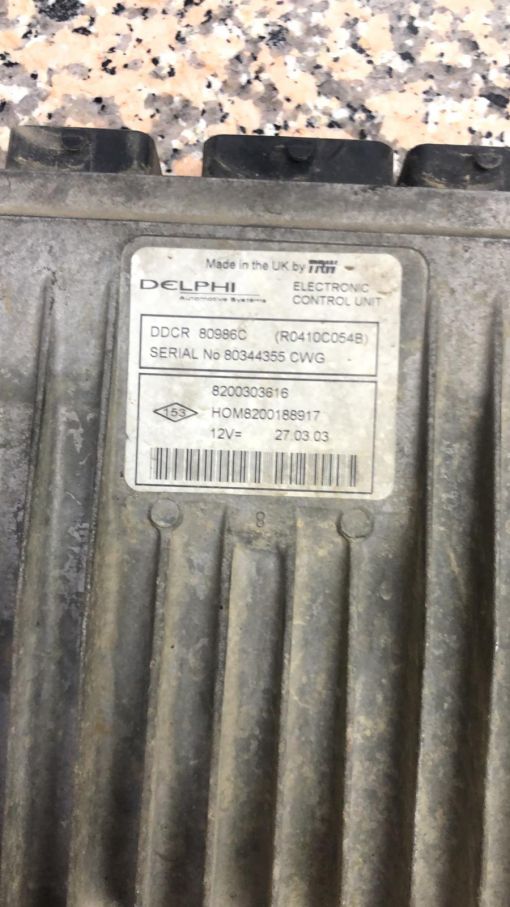 Made in the UK by TRW
DELPHI
Automotive Systems
ELECTRONIC
CONTROL UNIT
DDCR 80986C (R0410C054B)
SERIAL No 80344355 CWG
8200303616
153
HOM8200188917
12V= 27.03.03
8